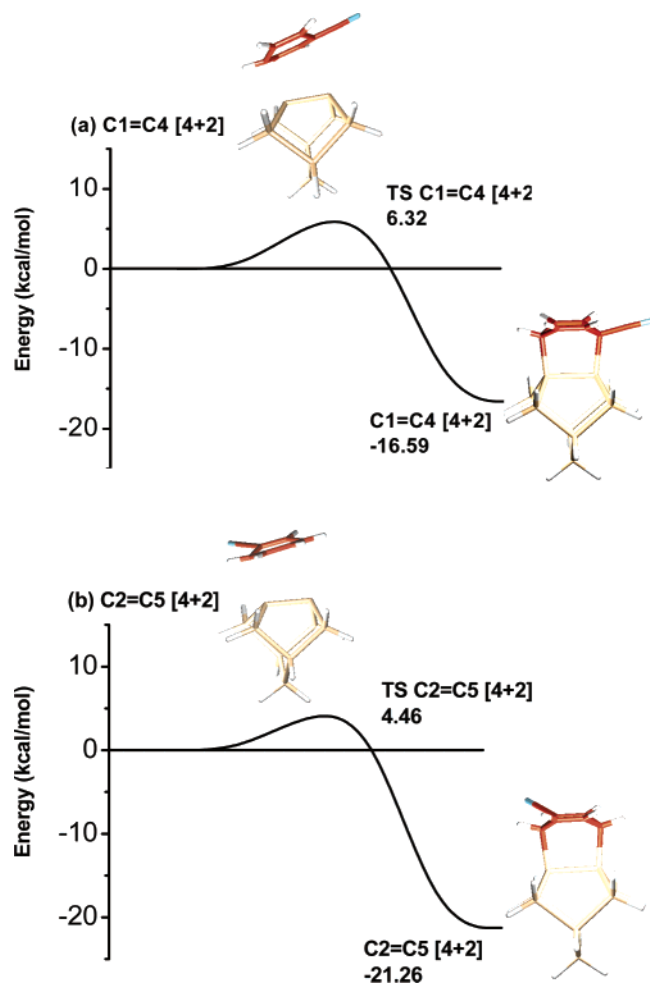 (a) C1=C4 [4+2]
10
0
-10
-20
Energy (kcal/mol)
TS C1=C4 [4+2
6.32
C1=C4 [4+2]
-16.59
(b) C2=C5 [4+2]
10
0
-10
-20
Energy (kcal/mol)
TS C2=C5 [4+2]
4.46
C2=C5 [4+2]
-21.26